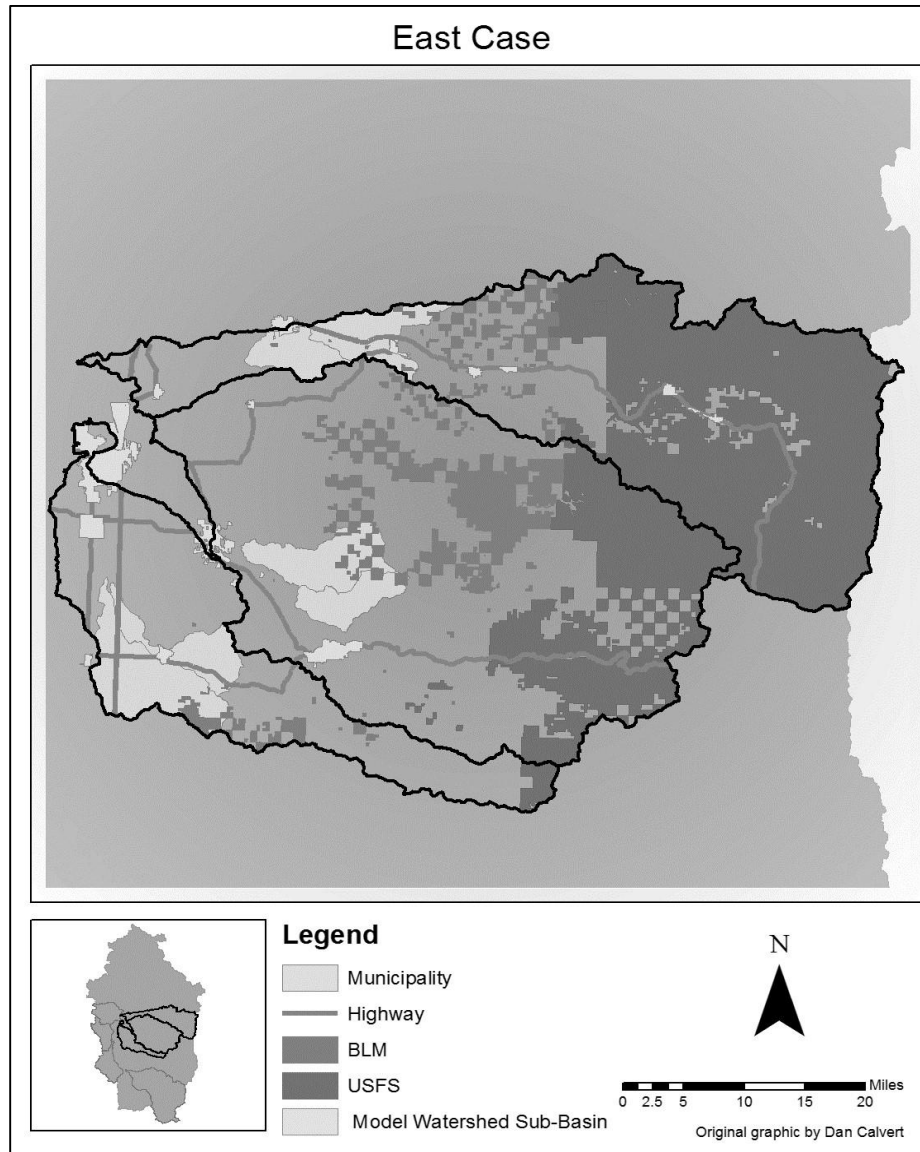 East Case
Legend
Municipality
Highway
BLM
USFS
Model Watershed Sub-Basin
N
Miles
0 2.5 5 10 15 20
Original graphic by Dan Calvert